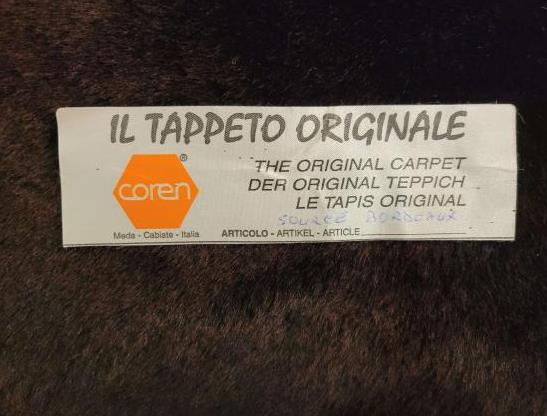 IL TAPPETO ORIGINALE
coren®
THE ORIGINAL CARPET
DER ORIGINAL TEPPICH
LE TAPIS ORIGINAL
BORDEAUX
Meda - Cabiate - Italia
ARTICOLO - ARTIKEL - ARTICLE